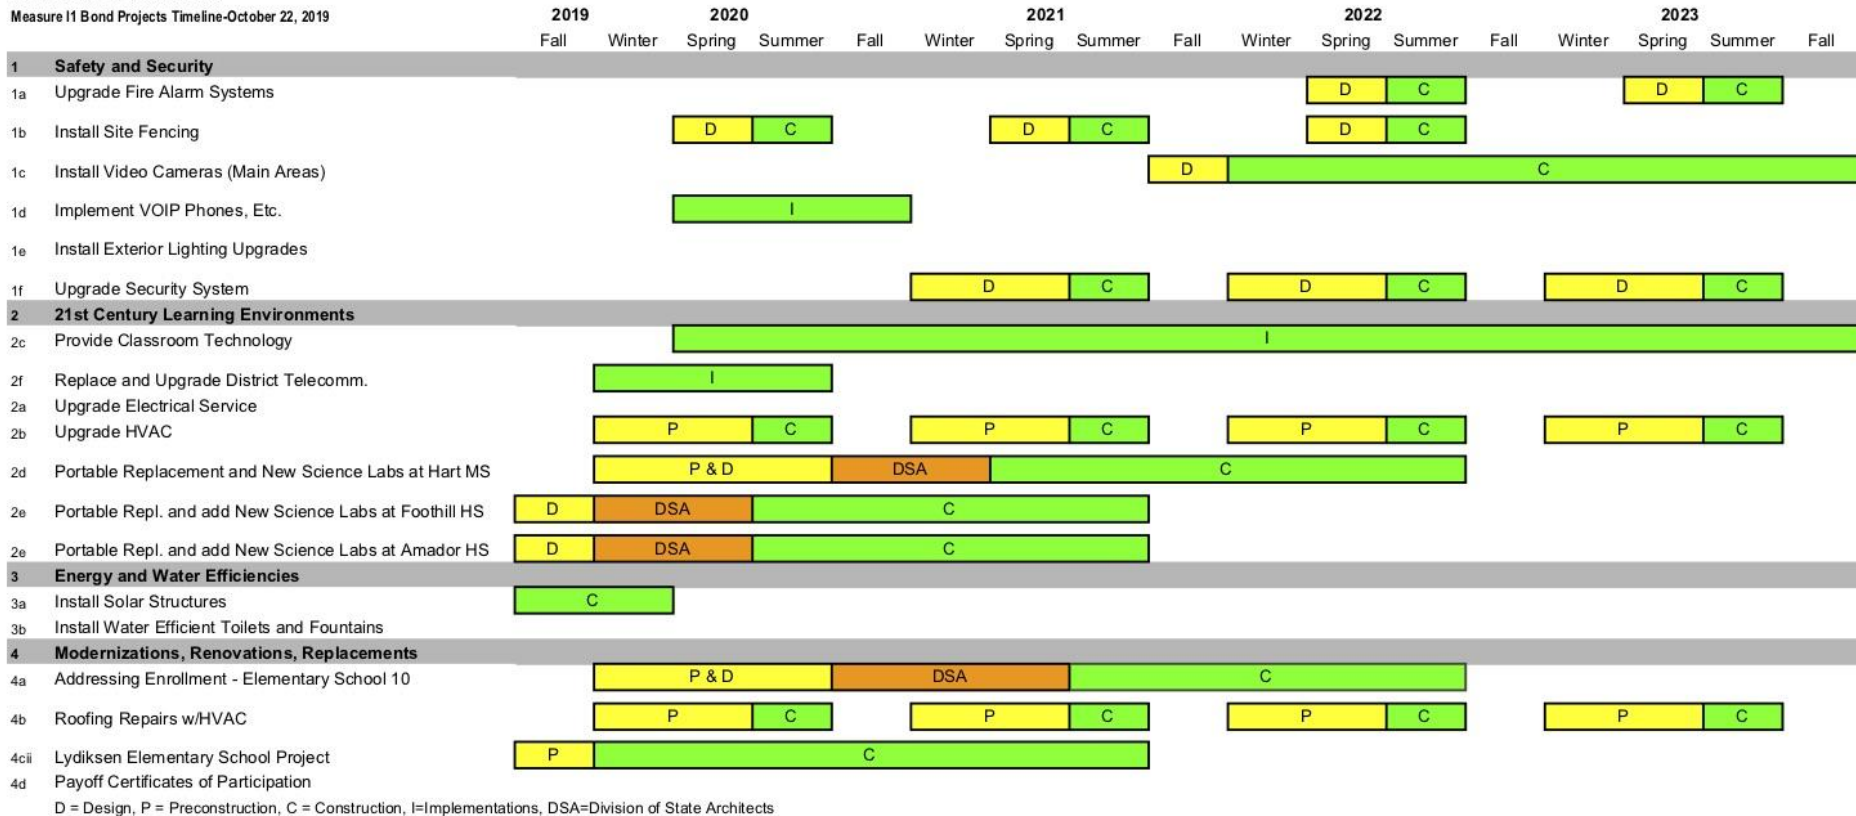 Measure I1 Bond Projects Timeline-October 22, 2019 2019 2020 2021 2022 2023
Fall Winter Spring Summer Fall Winter Spring Summer Fall Winter Spring Summer Fall Winter Spring Summer Fall
1 Safety and Security
1a Upgrade Fire Alarm Systems D C D C
1b Install Site Fencing D C D C D C
1c Install Video Cameras (Main Areas) D C
1d Implement VOIP Phones, Etc. I
1e Install Exterior Lighting Upgrades
1f Upgrade Security System D C D C D C
2 21st Century Learning Environments
2c Provide Classroom Technology I
2f Replace and Upgrade District Telecomm. I
2a Upgrade Electrical Service
2b Upgrade HVAC P C P C P C P C
2d Portable Replacement and New Science Labs at Hart MS P & D DSA C
2e Portable Repl. and add New Science Labs at Foothill HS D DSA C
2e Portable Repl. and add New Science Labs at Amador HS D DSA C
3 Energy and Water Efficiencies
3a Install Solar Structures C
3b Install Water Efficient Toilets and Fountains
4 Modernizations, Renovations, Replacements
4a Addressing Enrollment - Elementary School 10 P & D DSA C
4b Roofing Repairs w/HVAC P C P C P C P C
4cii Lydiksen Elementary School Project P C
4d Payoff Certificates of Participation
D = Design, P = Preconstruction, C = Construction, I=Implementations, DSA=Division of State Architects